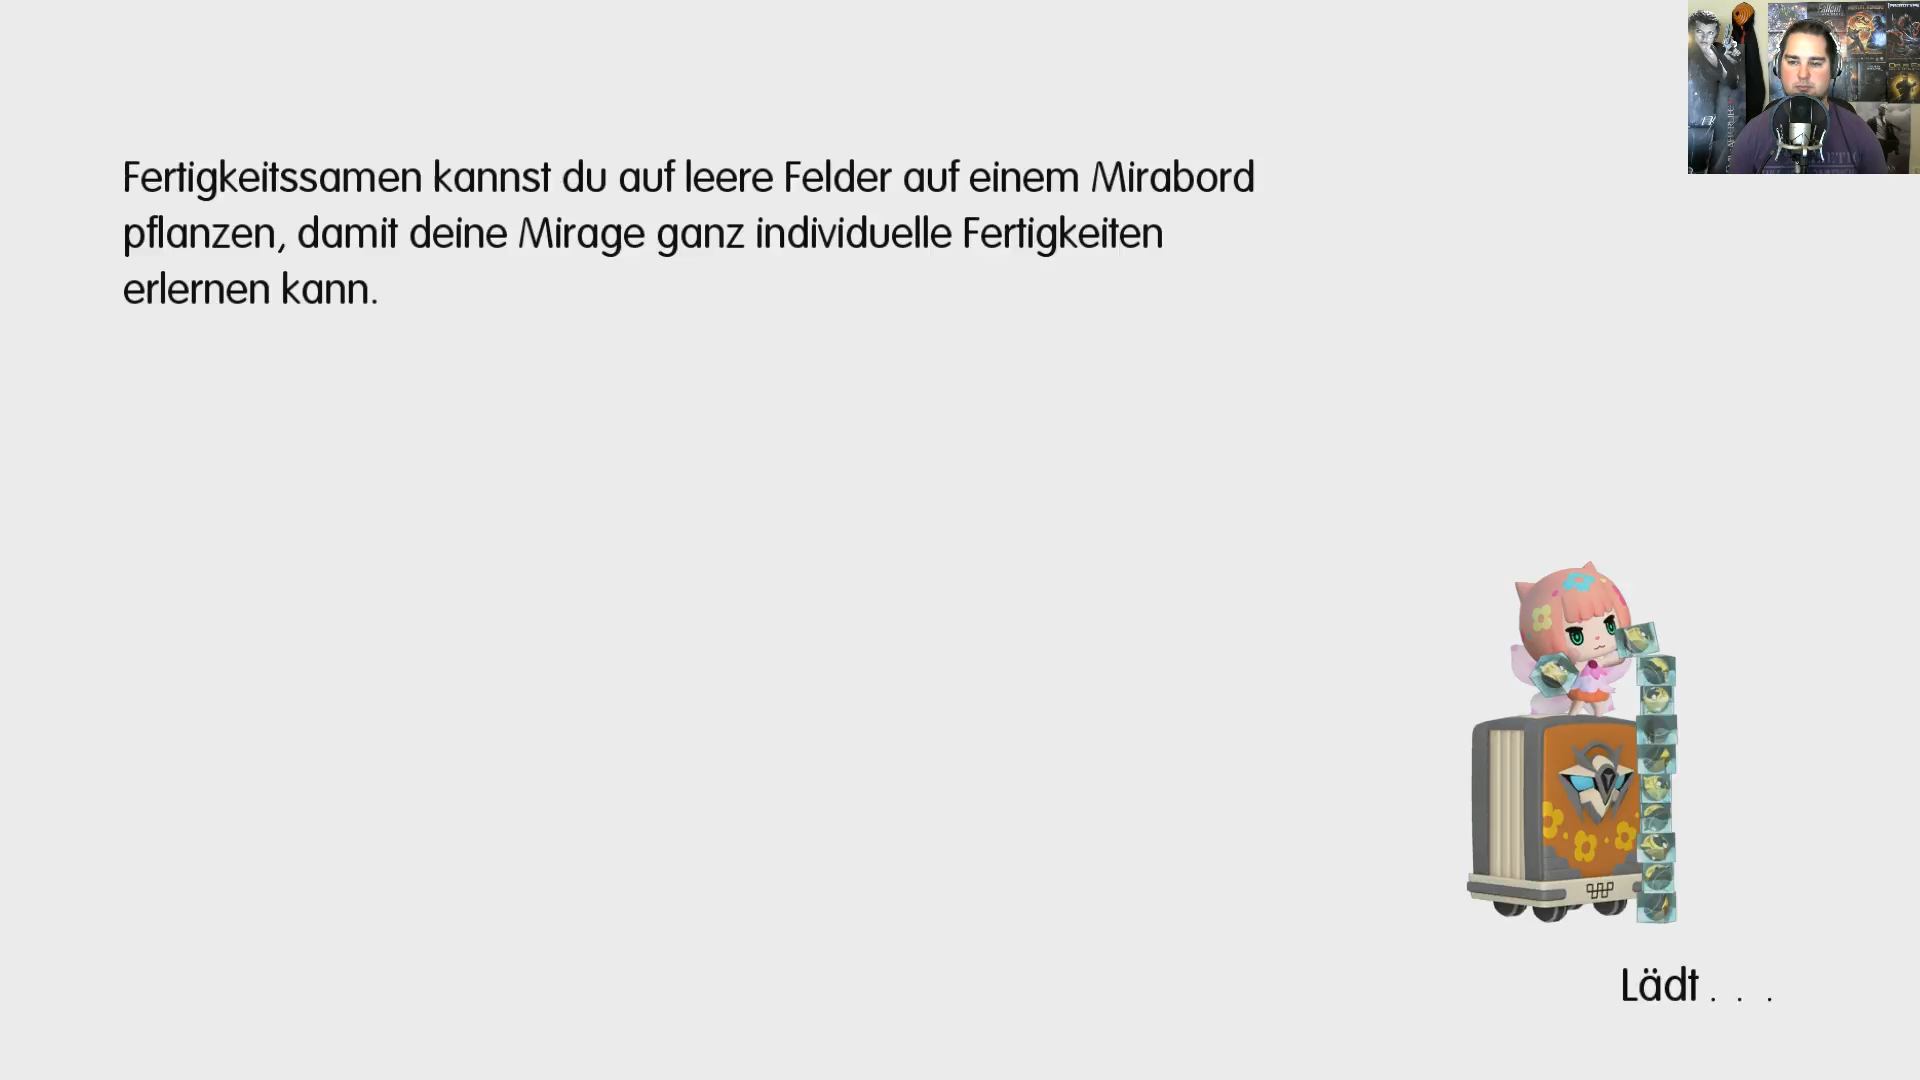 Fertigkeitssamen kannst du auf leere Felder auf einem Mirabord
pflanzen, damit deine Mirage ganz individuelle Fertigkeiten
erlernen kann.
Lädt . . .